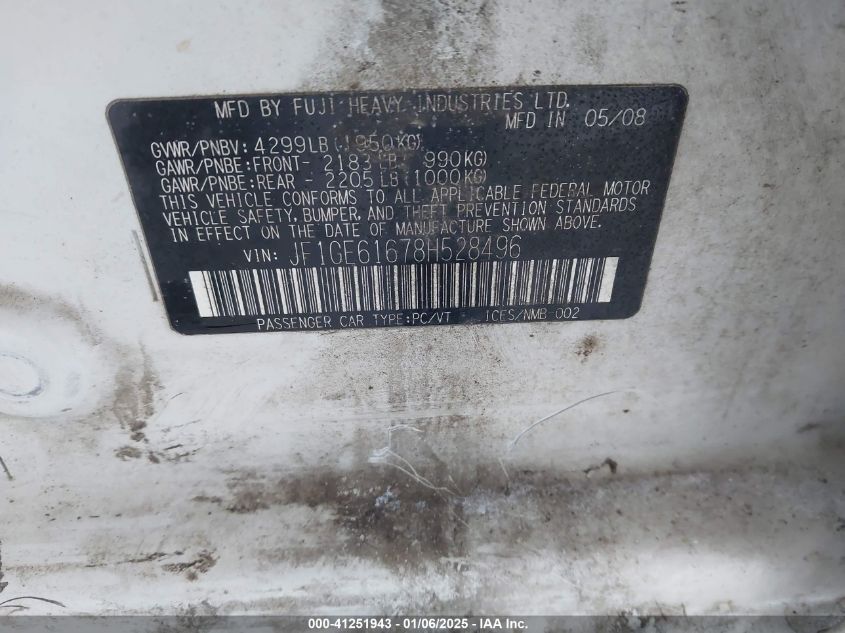 MFD BY FUJI HEAVY INDUSTRIES LTD.
MFD IN 05/08
GVWR/PNBV: 4299LB (1950KG)
GAWR/PNBE:FRONT- 2183 LB( 990KG)
GAWR/PNBE:REAR - 2205 LB(1000KG)
THIS VEHICLE CONFORMS TO ALL APPLICABLE FEDERAL MOTOR
VEHICLE SAFETY, BUMPER, AND THEFT PREVENTION STANDARDS
IN EFFECT ON THE DATE OF MANUFACTURE SHOWN ABOVE.
VIN: JF1GE61678H528496
PASSENGER CAR TYPE:PC/VT ICES/NMB-002
000-41251943 - 01/06/2025 - IAA Inc.